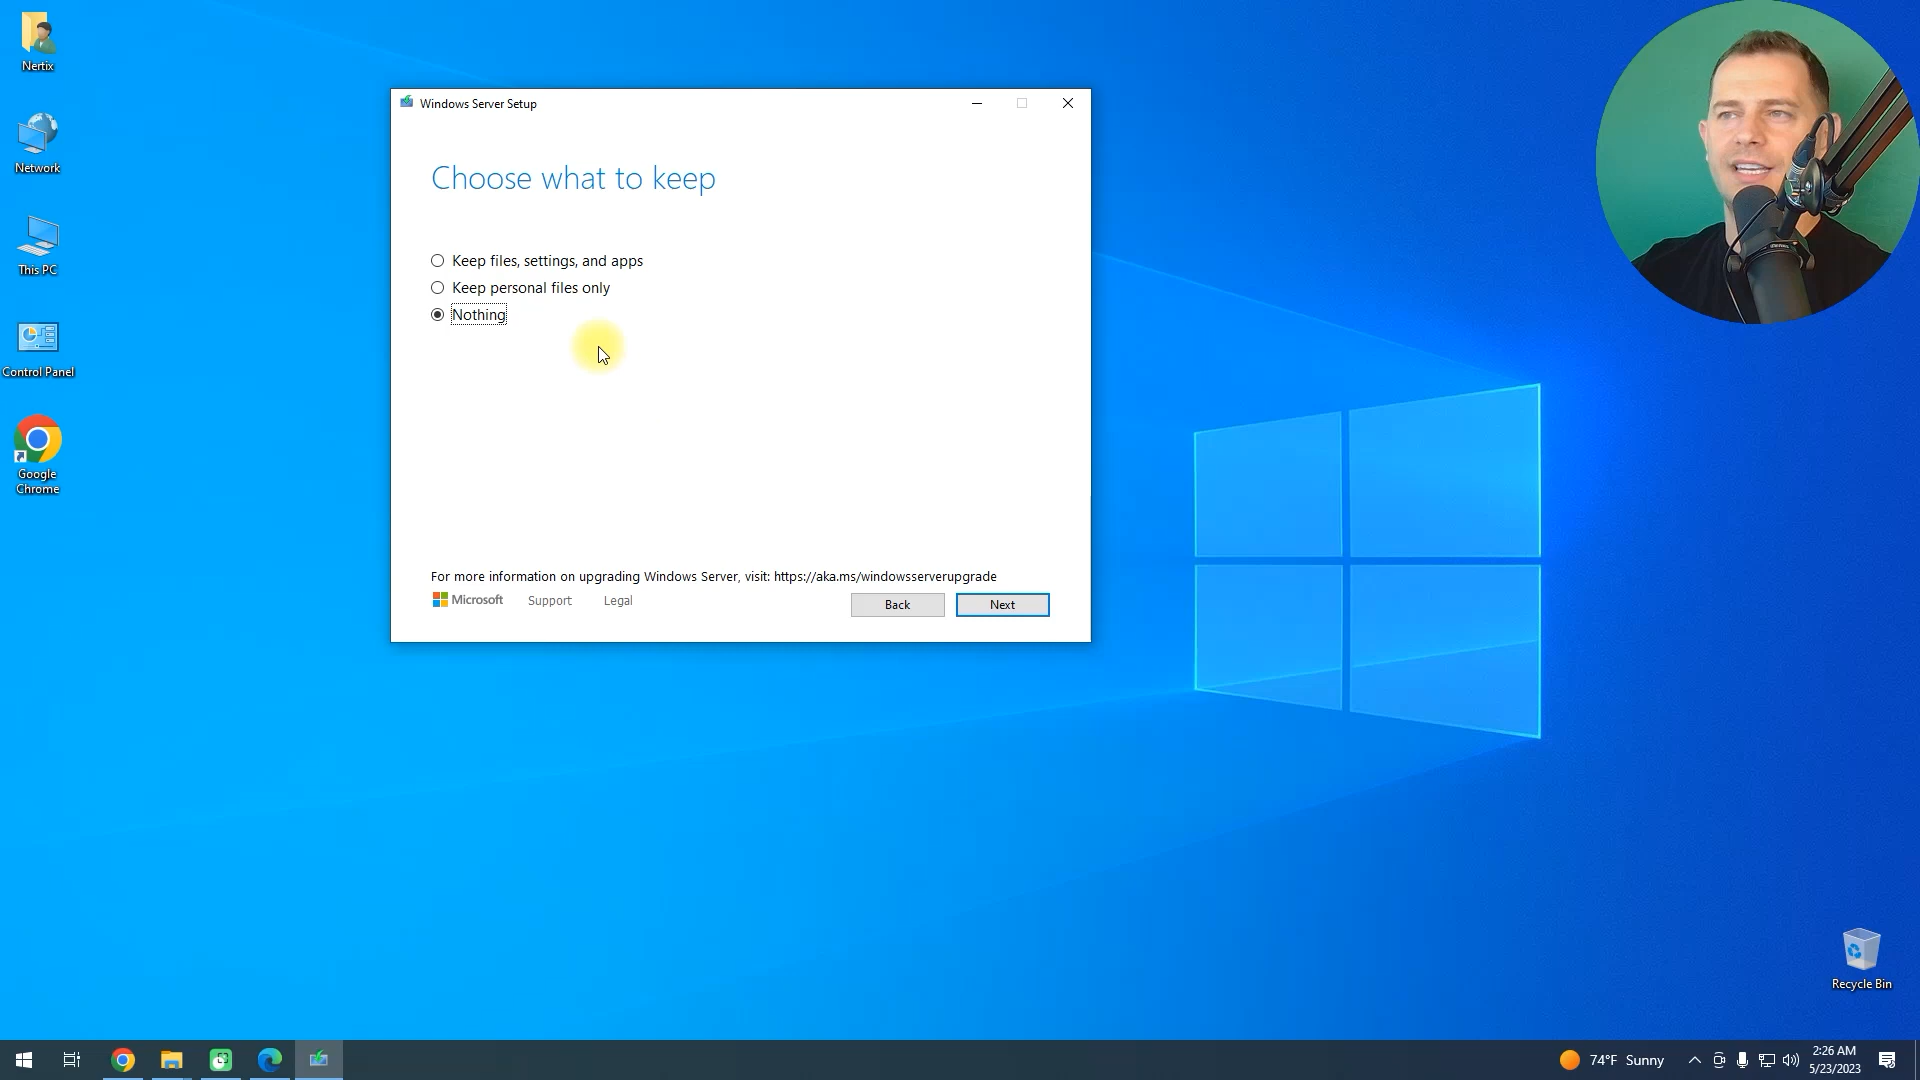 Nertix
Network
This PC
Control Panel
Google
Chrome
Windows Server Setup
Choose what to keep
Keep files, settings, and apps
Keep personal files only
Nothing
For more information on upgrading Windows Server, visit: https://aka.ms/windowsserverupgrade
Microsoft
Support
Legal
Back
Next
Recycle Bin
74°F Sunny
2:26 AM
5/23/2023